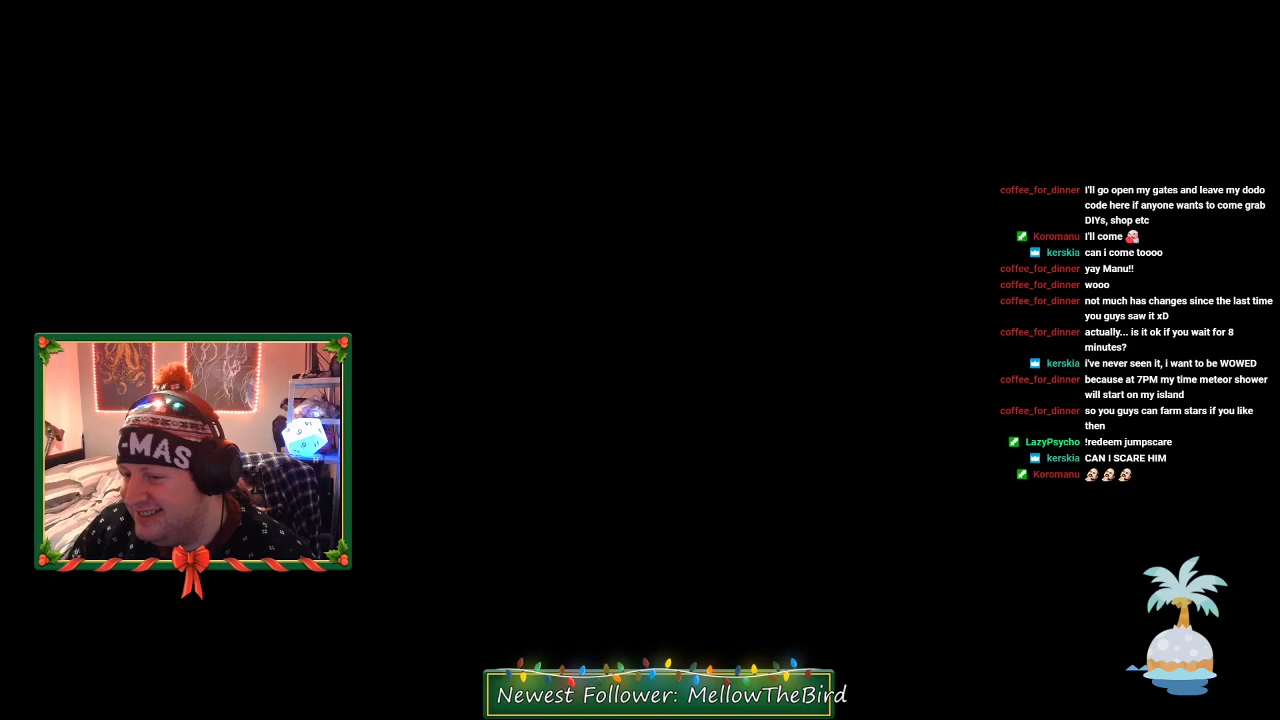 coffee_for_dinner I'll go open my gates and leave my dodo
code here if anyone wants to come grab
DIYs, shop etc
Koromanu I'll come
kerskia can i come toooo
coffee_for_dinner yay Manu!!
coffee_for_dinner wooo
coffee_for_dinner not much has changes since the last time
you guys saw it xD
coffee_for_dinner actually... is it ok if you wait for 8
minutes?
kerskia i've never seen it, i want to be WOWED
coffee_for_dinner because at 7PM my time meteor shower
will start on my island
coffee_for_dinner so you guys can farm stars if you like
then
LazyPsycho !redeem jumpscare
kerskia CAN I SCARE HIM
Koromanu
-MAS
Newest Follower: MellowTheBird